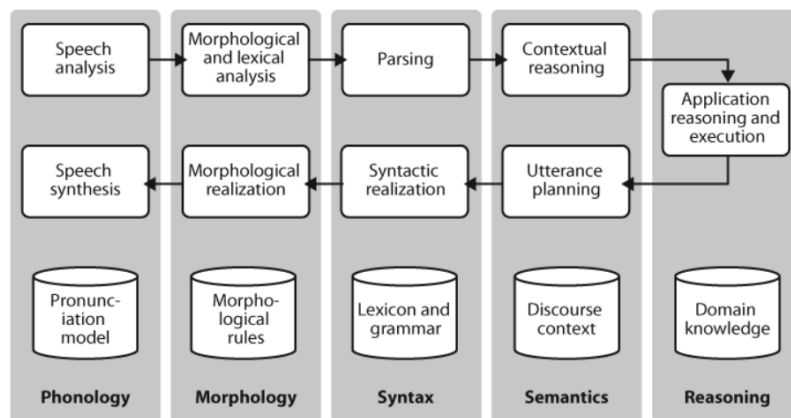 Speech
analysis
Morphological
and lexical
analysis
Parsing
Contextual
reasoning
Application
reasoning and
execution
Speech
synthesis
Morphological
realization
Syntactic
realization
Utterance
planning
Pronunc-
iation
model
Morpho-
logical
rules
Lexicon and
grammar
Discourse
context
Domain
knowledge
Phonology
Morphology
Syntax
Semantics
Reasoning